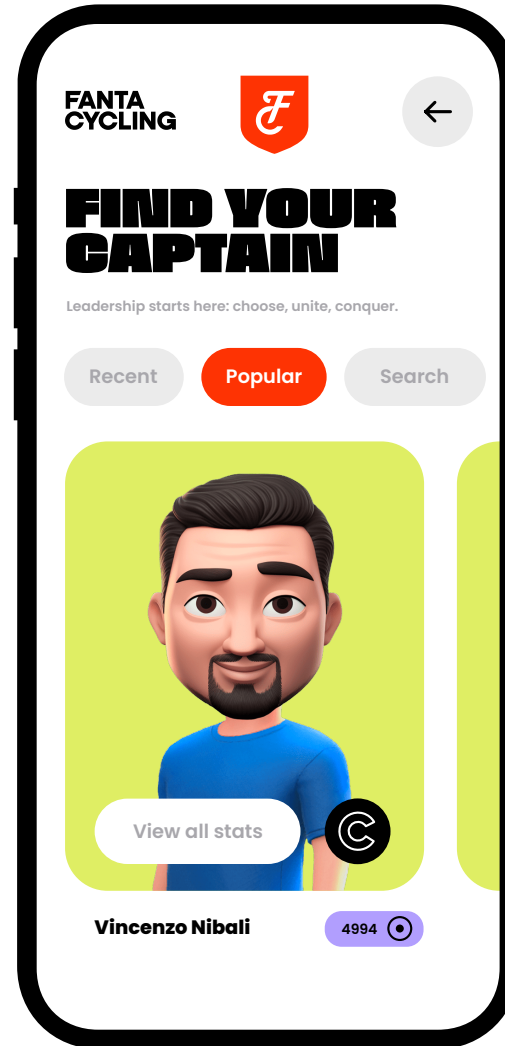 FANTA
CYCLING
FIND YOUR
CAPTAIN
Leadership starts here: choose, unite, conquer.
Recent
Popular
Search
View all stats
C
Vincenzo Nibali
4994